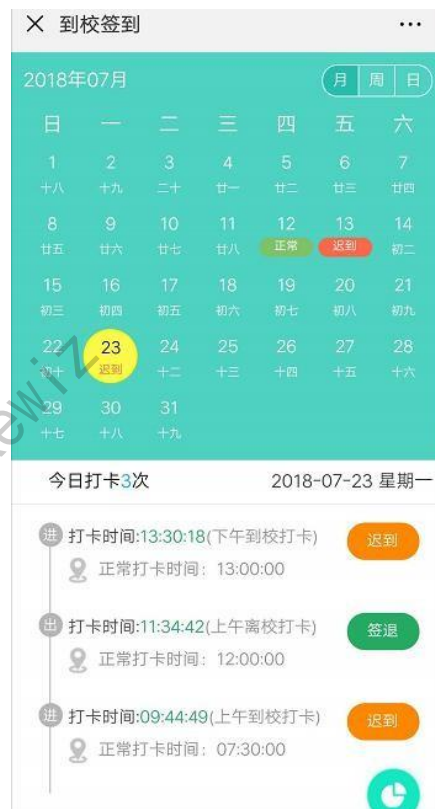 到校签到
2018年07月 月 周 日
日 一 二 三 四 五 六
1 2 3 4 5 6 7
十八 十九 二十 廿一 廿二 廿三 廿四
8 9 10 11 12 13 14
廿五 廿六 廿七 廿八 正常 迟到 初二
15 16 17 18 19 20 21
初三 初四 初五 初六 初七 初八 初九
22 23 24 25 26 27 28
初十 迟到 十二 十三 十四 十五 十六
29 30 31
十七 十八 十九
今日打卡3次 2018-07-23 星期一
进 打卡时间:13:30:18(下午到校打卡) 迟到
正常打卡时间：13:00:00
出 打卡时间:11:34:42(上午离校打卡) 签退
正常打卡时间：12:00:00
进 打卡时间:09:44:49(上午到校打卡) 迟到
正常打卡时间：07:30:00